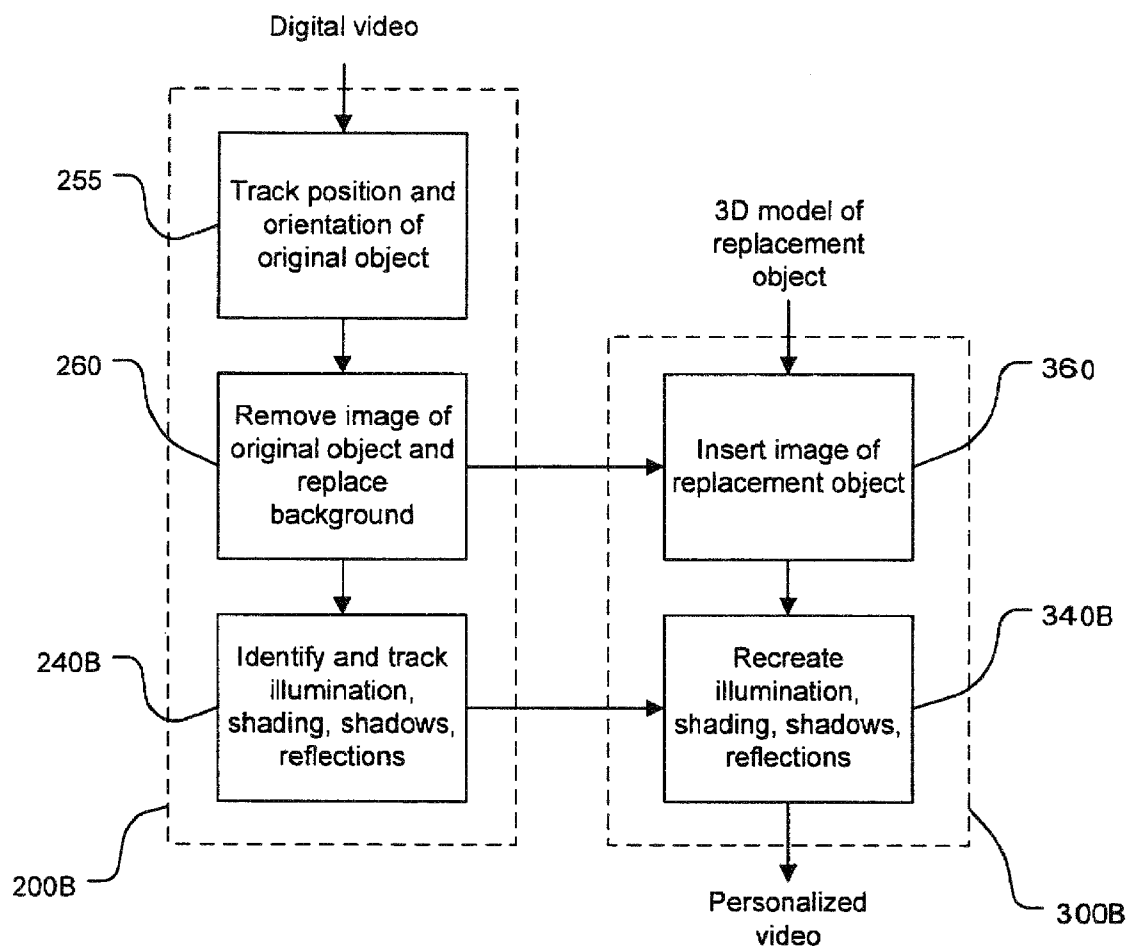 Digital video
255
Track position and
orientation of
original object
3D model of
replacement
object
260
Remove image of
original object and
replace
background
360
Insert image of
replacement object
240B
Identify and track
illumination,
shading, shadows,
reflections
340B
Recreate
illumination,
shading, shadows,
reflections
200B
300B
Personalized
video